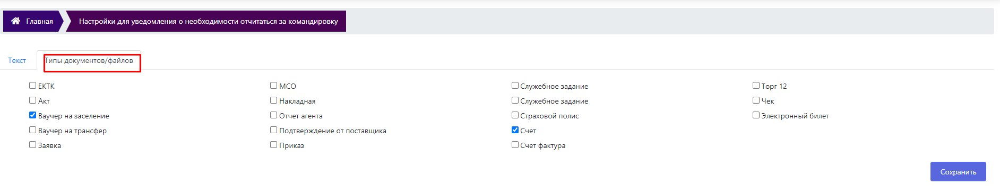 Главная
Настройки для уведомления о необходимости отчитаться за командировку
Текст
Типы документов/файлов
ЕКТК
Акт
Ваучер на заселение
Ваучер на трансфер
Заявка
МСО
Накладная
Отчет агента
Подтверждение от поставщика
Приказ
Служебное задание
Служебное задание
Страховой полис
Счет
Счет фактура
Торг 12
Чек
Электронный билет
Сохранить